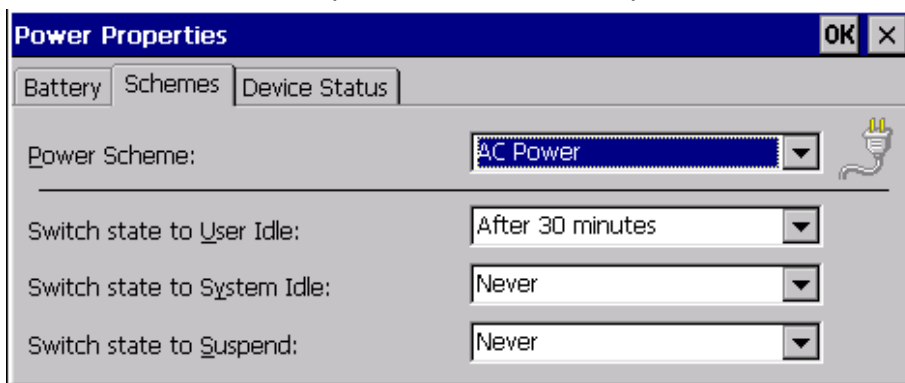 Power Properties OK ×
Battery Schemes Device Status
Power Scheme: AC Power
Switch state to User Idle: After 30 minutes
Switch state to System Idle: Never
Switch state to Suspend: Never